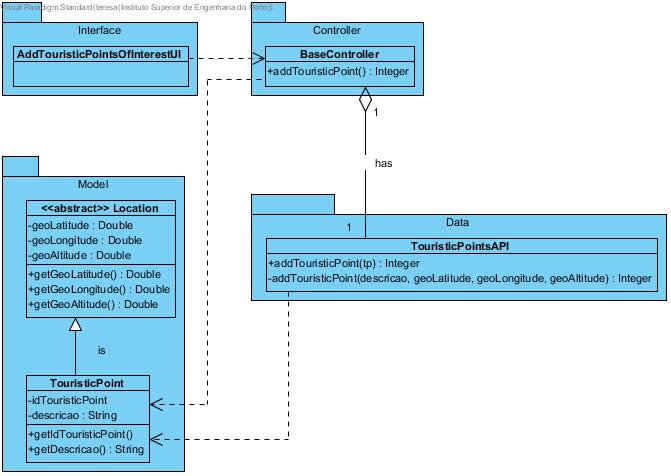 Visual Paradigm Standard(teresa(Instituto Superior de Engenharia do Porto))
Interface
AddTouristicPointsOfInterestUI
Controller
BaseController
+addTouristicPoint() : Integer
1
has
1
Model
<<abstract>> Location
-geoLatitude : Double
-geoLongitude : Double
-geoAltitude : Double
+getGeoLatitude() : Double
+getGeoLongitude() : Double
+getGeoAltitude() : Double
is
TouristicPoint
-idTouristicPoint
-descricao : String
+getIdTouristicPoint()
+getDescricao() : String
Data
TouristicPointsAPI
+addTouristicPoint(tp) : Integer
-addTouristicPoint(descricao, geoLatitude, geoLongitude, geoAltitude) : Integer